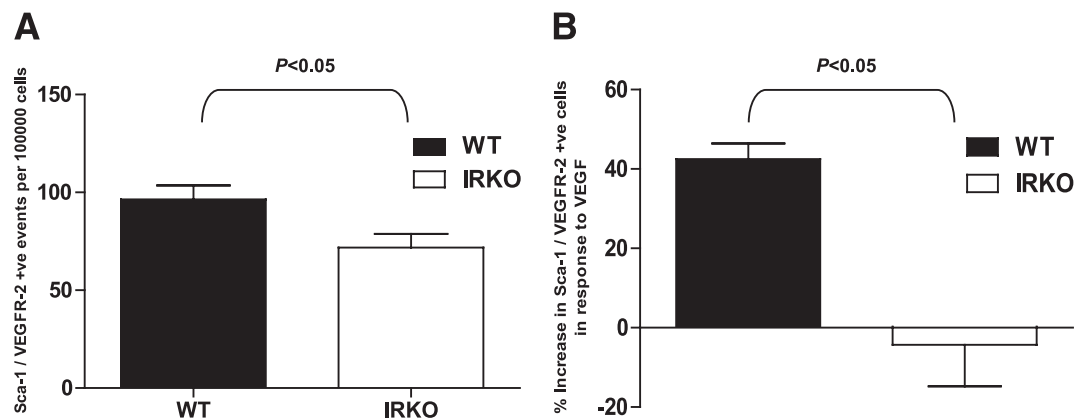 A
P<0.05
Sca-1 / VEGFR-2 +ve events per 100000 cells
150
100
50
0
WT
IRKO
WT
IRKO
B
P<0.05
% Increase in Sca-1 / VEGFR-2 +ve cells
in response to VEGF
60
40
20
0
-20
WT
IRKO